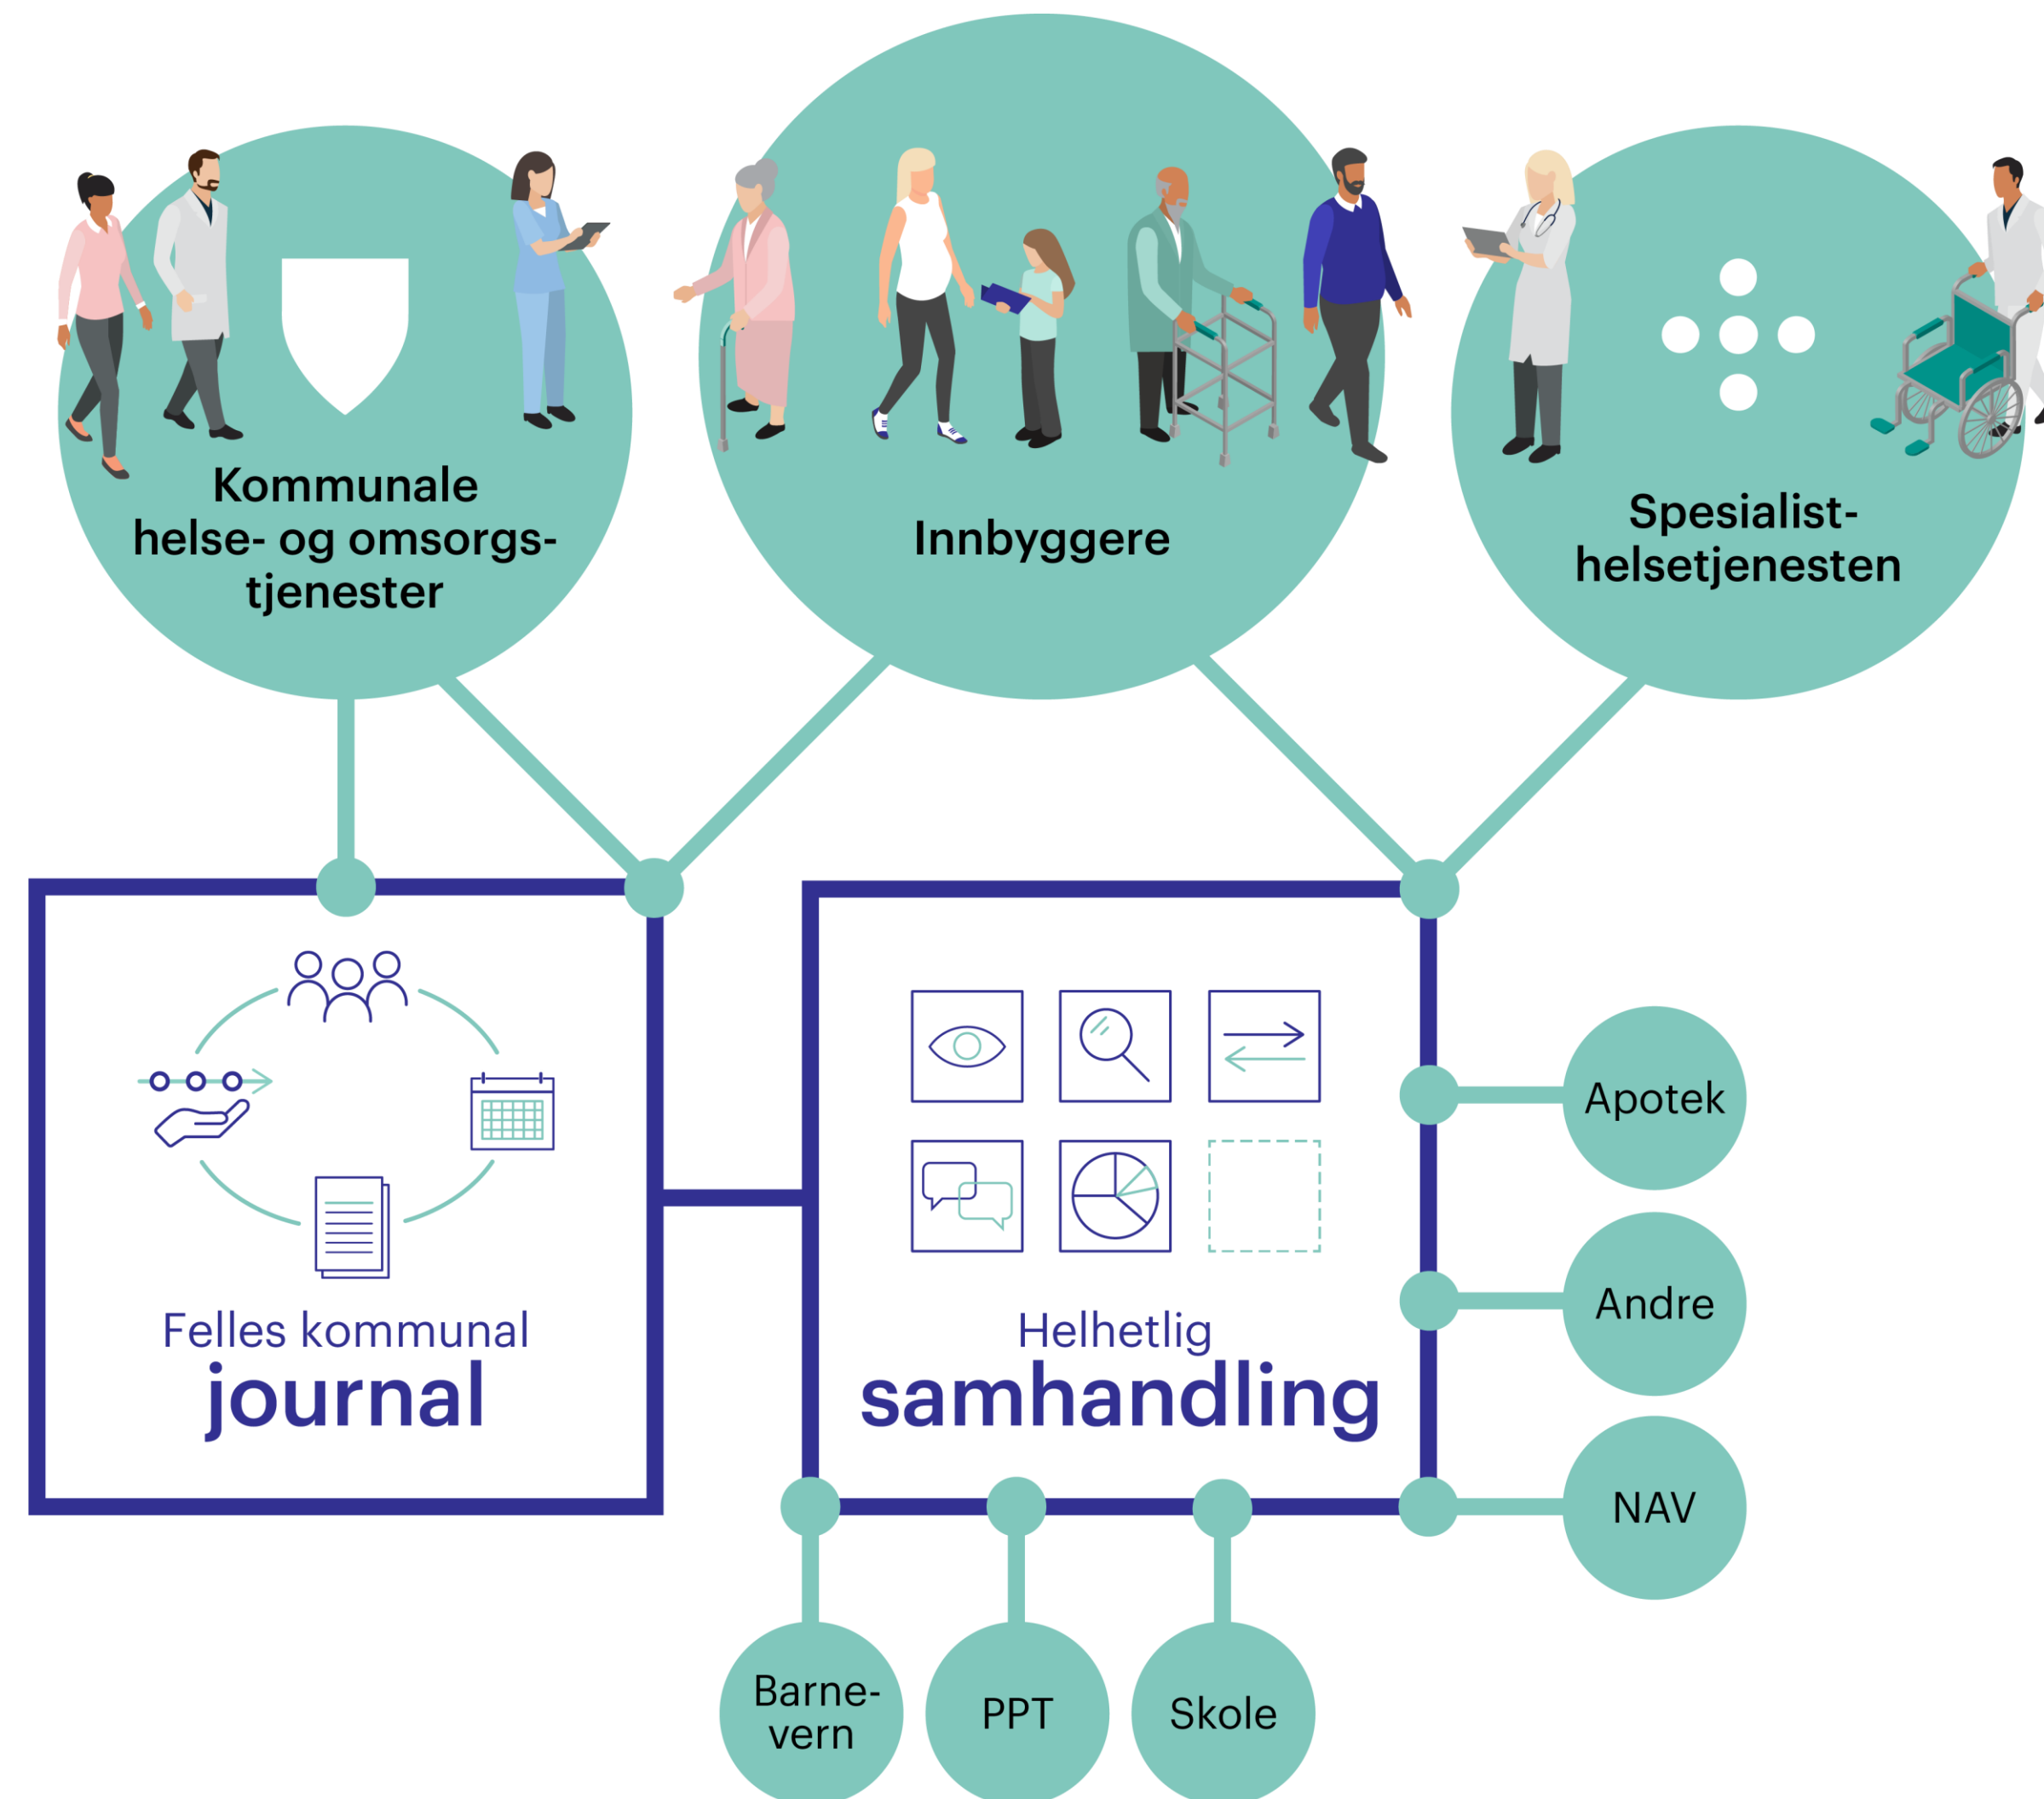 Kommunale
helse- og omsorgs-
tjenester
Innbyggere
Spesialist-
helsetjenesten
Felles kommunal
journal
Helhetlig
samhandling
Apotek
Andre
NAV
Barne-
vern
PPT
Skole